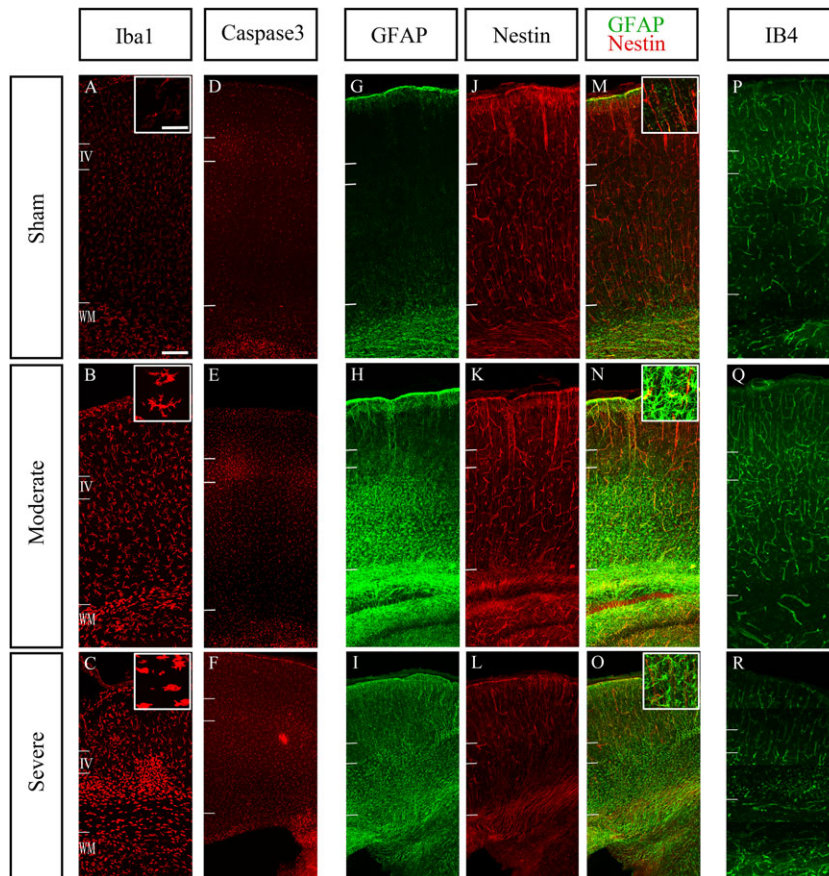 Iba1
Caspase3
GFAP
Nestin
GFAP
Nestin
IB4
Sham
A
IV
WM
D
G
J
M
P
Moderate
B
IV
WM
E
H
K
N
Q
Severe
C
IV
WM
F
I
L
O
R